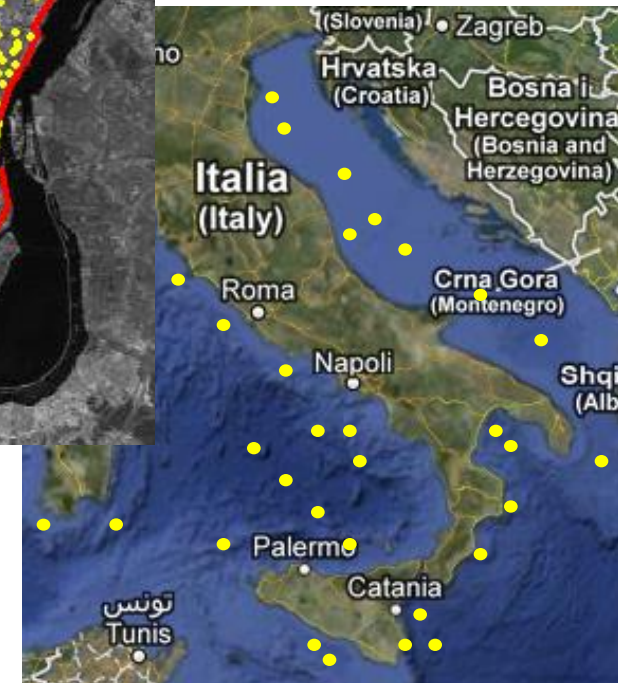 (Slovenia)
Zagreb
no
Hrvatska
(Croatia)
Bosna i
Hercegovina
(Bosnia and
Herzegovina)
Italia
(Italy)
Crna Gora
(Montenegro)
Roma
Napoli
Shqi
(Alb
Palermo
Catania
تونس
Tunis